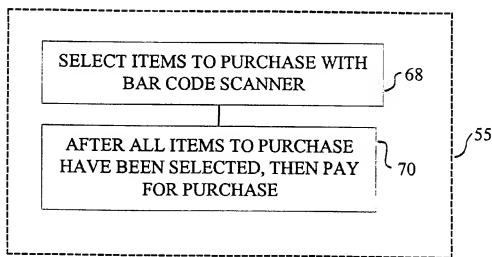 SELECT ITEMS TO PURCHASE WITH
BAR CODE SCANNER
68
AFTER ALL ITEMS TO PURCHASE
HAVE BEEN SELECTED, THEN PAY
FOR PURCHASE
70
55